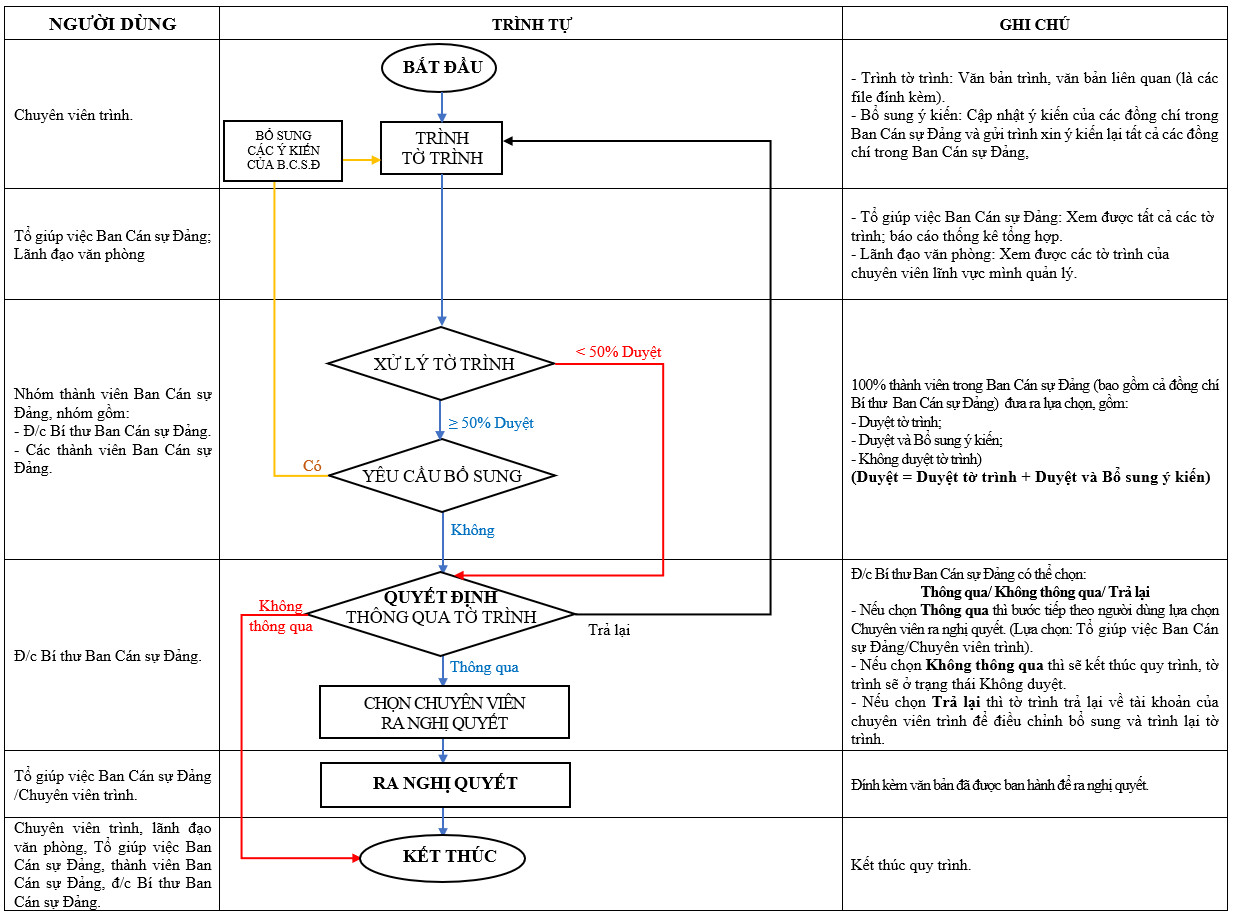 NGƯỜI DÙNG
TRÌNH TỰ
GHI CHÚ
Chuyên viên trình.
BẮT ĐẦU
TRÌNH
TỜ TRÌNH
BỔ SUNG
CÁC Ý KIẾN
CỦA B.C.S.Đ
- Trình tờ trình: Văn bản trình, văn bản liên quan (là các
file đính kèm).
- Bổ sung ý kiến: Cập nhật ý kiến của các đồng chí trong
Ban Cán sự Đảng và gửi trình xin ý kiến lại tất cả các đồng
chí trong Ban Cán sự Đảng,
Tổ giúp việc Ban Cán sự Đảng;
Lãnh đạo văn phòng
- Tổ giúp việc Ban Cán sự Đảng: Xem được tất cả các tờ
trình; báo cáo thống kê tổng hợp.
- Lãnh đạo văn phòng: Xem được các tờ trình của
chuyên viên lĩnh vực mình quản lý.
Nhóm thành viên Ban Cán sự
Đảng, nhóm gồm:
- Đ/c Bí thư Ban Cán sự Đảng.
- Các thành viên Ban Cán sự
Đảng.
XỬ LÝ TỜ TRÌNH
< 50% Duyệt
≥ 50% Duyệt
Có
YÊU CẦU BỔ SUNG
Không
100% thành viên trong Ban Cán sự Đảng (bao gồm cả đồng chí
Bí thư Ban Cán sự Đảng) đưa ra lựa chọn, gồm:
- Duyệt tờ trình;
- Duyệt và Bổ sung ý kiến;
- Không duyệt tờ trình)
(Duyệt = Duyệt tờ trình + Duyệt và Bổ sung ý kiến)
Đ/c Bí thư Ban Cán sự Đảng.
Không
thông qua
QUYẾT ĐỊNH
THÔNG QUA TỜ TRÌNH
Trả lại
Thông qua
CHỌN CHUYÊN VIÊN
RA NGHỊ QUYẾT
Đ/c Bí thư Ban Cán sự Đảng có thể chọn:
Thông qua/ Không thông qua/ Trả lại
- Nếu chọn Thông qua thì bước tiếp theo người dùng lựa chọn
Chuyên viên ra nghị quyết. (Lựa chọn: Tổ giúp việc Ban Cán
sự Đảng/Chuyên viên trình).
- Nếu chọn Không thông qua thì sẽ kết thúc quy trình, tờ
trình sẽ ở trạng thái Không duyệt.
- Nếu chọn Trả lại thì tờ trình trả lại về tài khoản của
chuyên viên trình để điều chỉnh bổ sung và trình lại tờ
trình.
Tổ giúp việc Ban Cán sự Đảng
/Chuyên viên trình.
RA NGHỊ QUYẾT
Đính kèm văn bản đã được ban hành để ra nghị quyết.
Chuyên viên trình, lãnh đạo
văn phòng, Tổ giúp việc Ban
Cán sự Đảng, thành viên Ban
Cán sự Đảng, đ/c Bí thư Ban
Cán sự Đảng.
KẾT THÚC
Kết thúc quy trình.